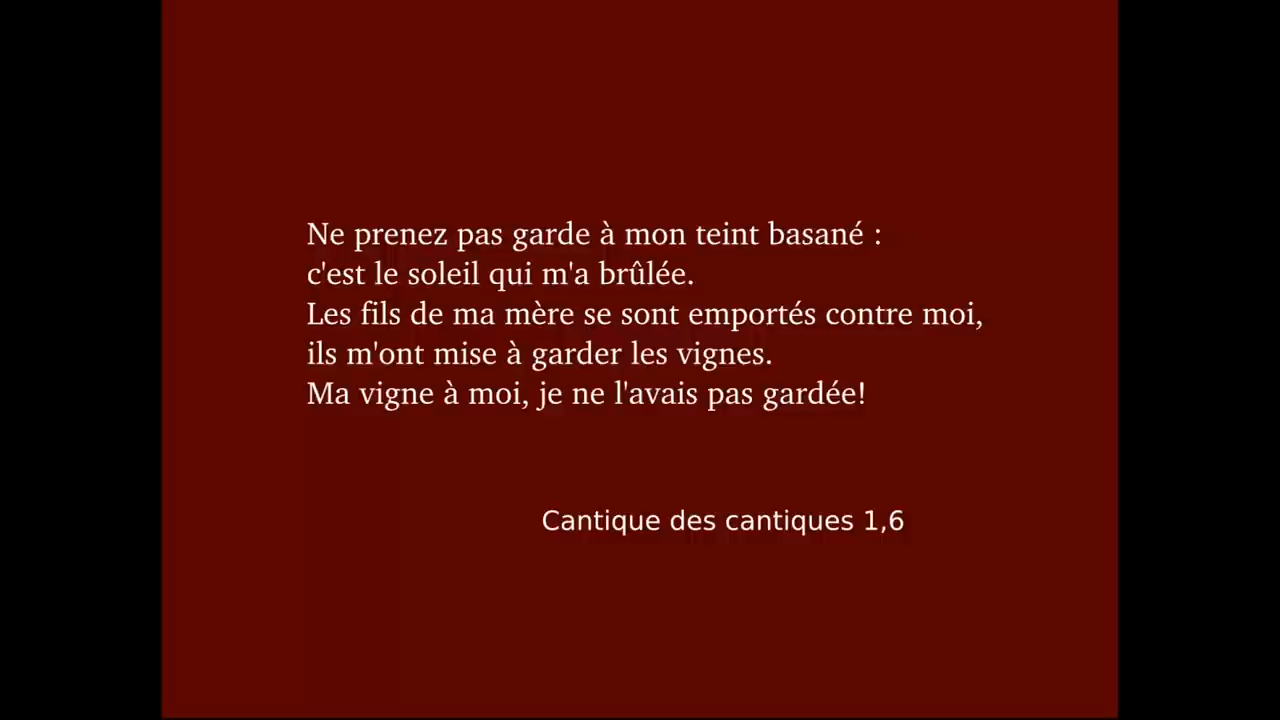 Ne prenez pas garde à mon teint basané :
c'est le soleil qui m'a brûlée.
Les fils de ma mère se sont emportés contre moi,
ils m'ont mise à garder les vignes.
Ma vigne à moi, je ne l'avais pas gardée!
Cantique des cantiques 1,6